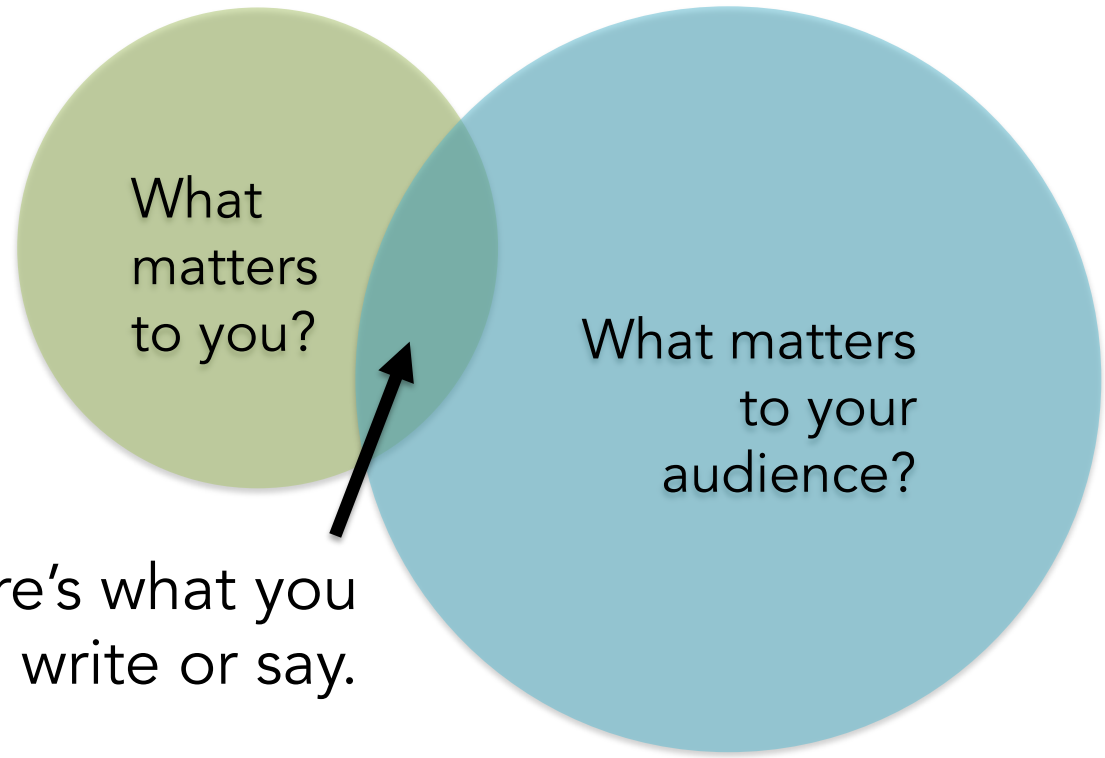 What
matters
to you?
What matters
to your
audience?
re's what you
write or say.